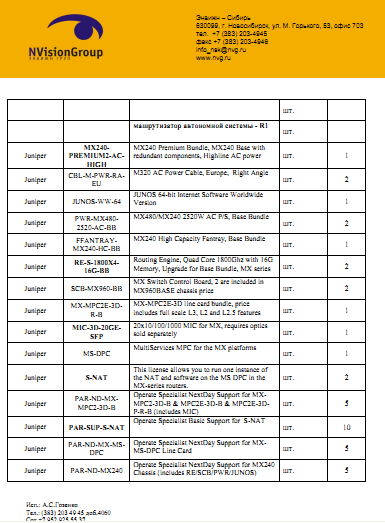 NVisionGroup
ЭНВИЖН ГРУП
Энвижн – Сибирь
630099, г. Новосибирск, ул. М. Горького, 53, офис 703
тел. +7 (383) 203-4945
факс +7 (383) 203-4946
info_nsk@nvg.ru
www.nvg.ru
шт.
машрутизатор автономной системы - R1
шт.
Juniper MX240-PREMIUM2-AC-HIGH MX240 Premium Bundle, MX240 Base with redundant components, Highline AC power шт. 1
Juniper CBL-M-PWR-RA-EU M320 AC Power Cable, Europe, Right Angle шт. 2
Juniper JUNOS-WW-64 JUNOS 64-bit Internet Software Worldwide Version шт. 1
Juniper PWR-MX480-2520-AC-BB MX480/MX240 2520W AC P/S, Base Bundle шт. 2
Juniper FFANTRAY-MX240-HC-BB MX240 High Capacity Fantray, Base Bundle шт. 1
Juniper RE-S-1800X4-16G-BB Routing Engine, Quad Core 1800Ghz with 16G Memory, Upgrade for Base Bundle, MX series шт. 2
Juniper SCB-MX960-BB MX Switch Control Board, 2 are included in MX960BASE chassis price шт. 2
Juniper MX-MPC2E-3D-R-B MX-MPC2E-3D line card bundle, price includes full scale L3, L2 and L2.5 features шт. 1
Juniper MIC-3D-20GE-SFP 20x10/100/1000 MIC for MX, requires optics sold separately шт. 1
Juniper MS-DPC MultiServices MPC for the MX platforms шт. 1
Juniper S-NAT This license allows you to run one instance of the NAT and software on the MS DPC in the MX-series routers. шт. 2
Juniper PAR-ND-MX-MPC2-3D-B Operate Specialist NextDay Support for MX-MPC2-3D-B & MPC2E-3D-B & MPC2E-3D-P-R-B (includes MIC) шт. 5
Juniper PAR-SUP-S-NAT Operate Specialist Basic Support for S-NAT шт. 10
Juniper PAR-ND-MX-MS-DPC Operate Specialist NextDay Support for MX-MS-DPC Line Card шт. 5
Juniper PAR-ND-MX240 Operate Specialist NextDay Support for MX240 Chassis (includes RE/SCB/PWR/JUNOS) шт. 5
Исп.: А.С.Гопенко
Тел.: (383) 203 49 45 доб.4060
Сот +7 952 925 55 37